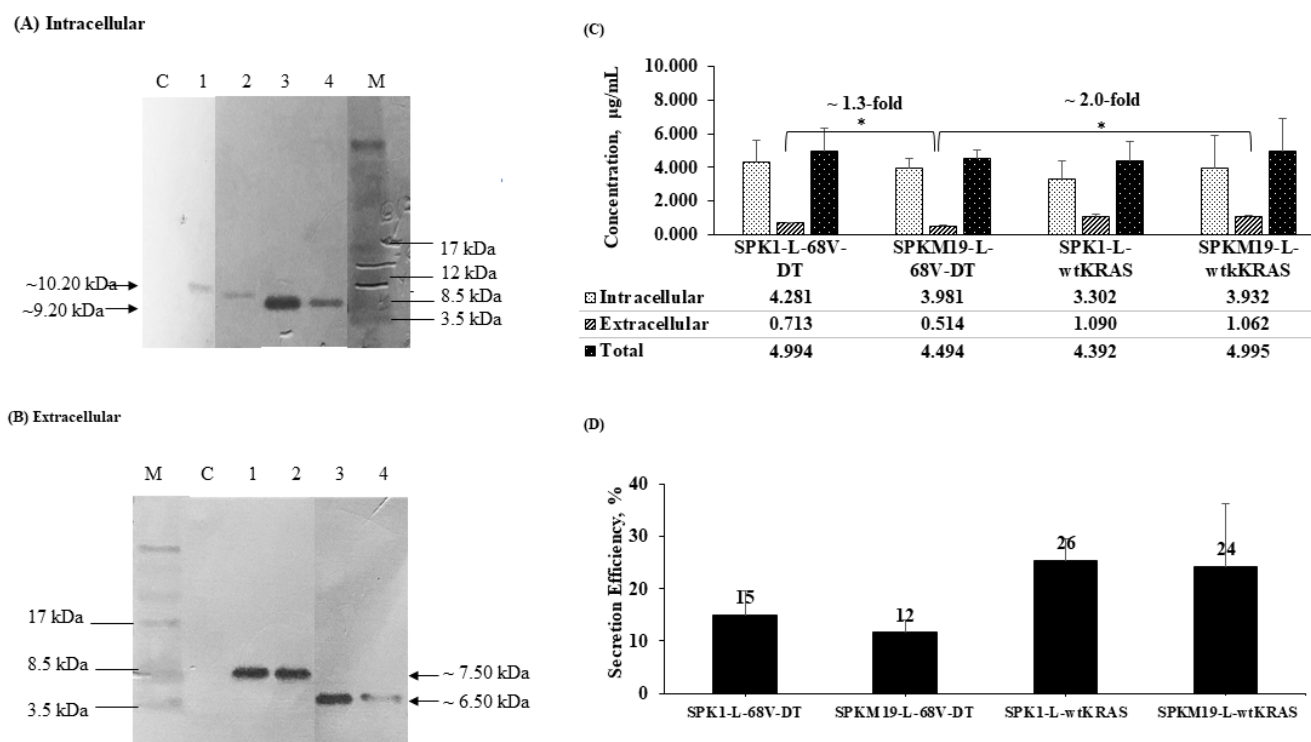 (A) Intracellular
C 1 2 3 4 M
~10.20 kDa
~9.20 kDa
17 kDa
12 kDa
8.5 kDa
3.5 kDa
(B) Extracellular
M C 1 2 3 4
17 kDa
8.5 kDa
3.5 kDa
~ 7.50 kDa
~ 6.50 kDa
(C)
Concentration, µg/mL
10.000
8.000
6.000
4.000
2.000
0.000
~ 1.3-fold
*
~ 2.0-fold
*
SPK1-L-68V-
DT
SPKM19-L-
68V-DT
SPK1-L-
wtKRAS
SPKM19-L-
wtkKRAS
Intracellular 4.281 3.981 3.302 3.932
Extracellular 0.713 0.514 1.090 1.062
Total 4.994 4.494 4.392 4.995
(D)
Secretion Efficiency, %
40
30
20
10
0
15
12
26
24
SPK1-L-68V-DT SPKM19-L-68V-DT SPK1-L-wtKRAS SPKM19-L-wtKRAS